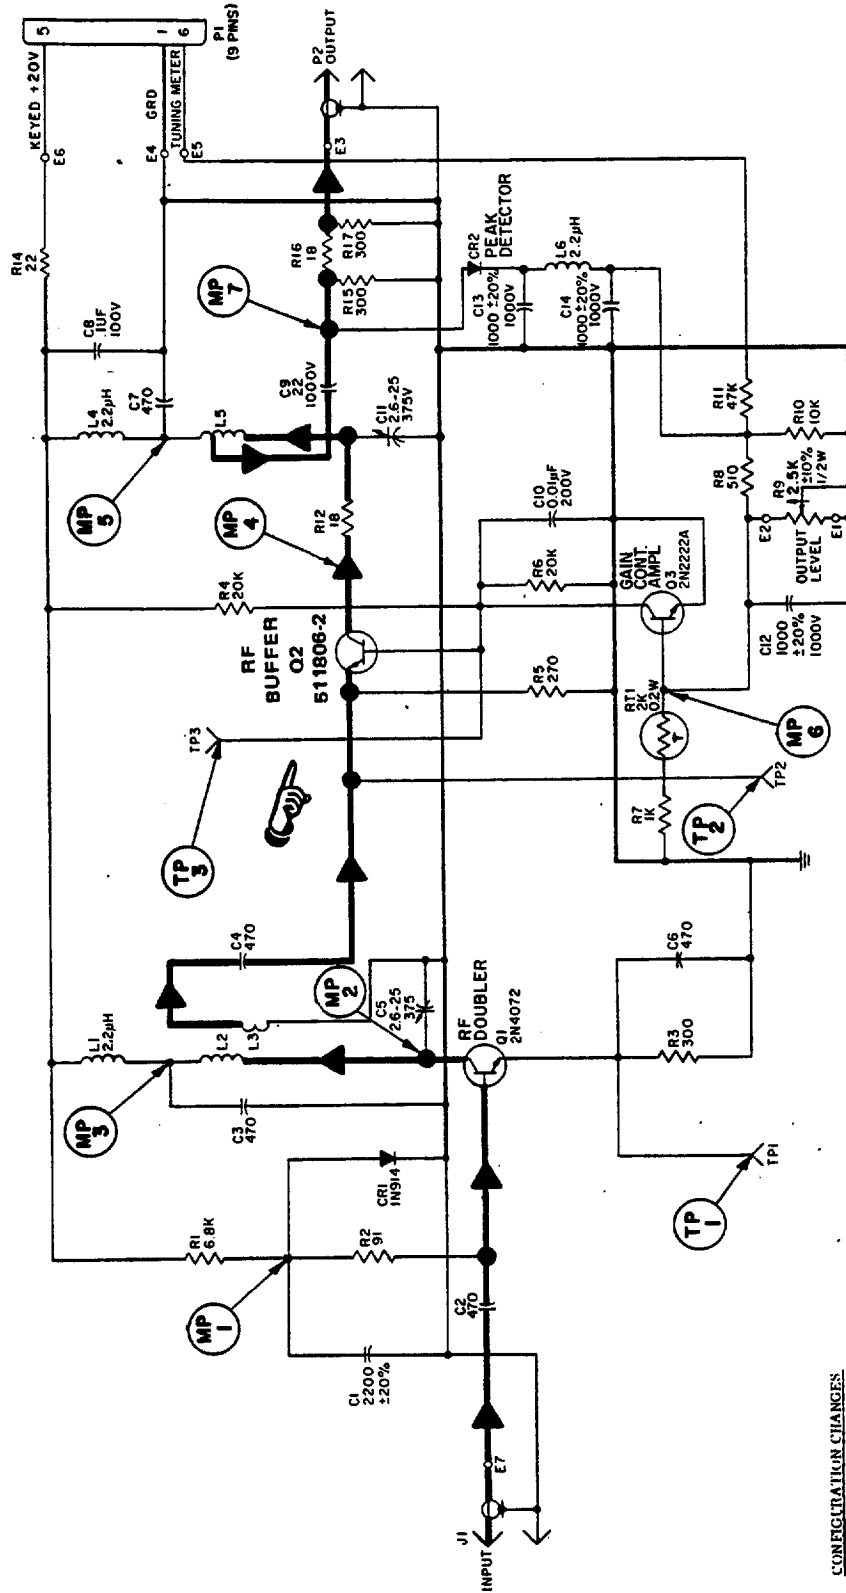 5
1
6
P1
(9 PINS)
KEYED +20V
GRD
TUNING METER
E6
E4
E5
P2
OUTPUT
E3
R14
22
C8
.1UF
100V
L4
2.2µH
C7
470
L5
MP
5
MP
7
R16
18
R17
300
R15
300
C9
22
1000V
C11
2.6-25
375V
CR2
PEAK
DETECTOR
C13
1000 ±20%
1000V
L6
2.2µH
C14
1000 ±20%
1000V
R11
47K
R10
10K
R8
510
R9
2.5K
±10%
1/2W
E2
E1
OUTPUT
LEVEL
C12
1000
±20%
1000V
MP
4
R12
18
R4
20K
RF
BUFFER
Q2
511806-2
C10
0.01µF
200V
R6
20K
GAIN
CONT.
AMPL
Q3
2N2222A
R5
270
RT1
2K
0.2W
T
MP
6
R7
1K
TP3
TP
3
TP
2
TP2
C4
470
MP
2
C5
2.6-25
375
L1
2.2µH
L2
L3
MP
3
C3
470
RF
DOUBLER
Q1
2N4072
C6
470
R3
300
TP1
TP
1
CR1
1N914
R1
6.8K
R2
91
MP
1
C1
2200
±20%
C2
470
E7
J1
INPUT
CONFIGURATION CHANGES